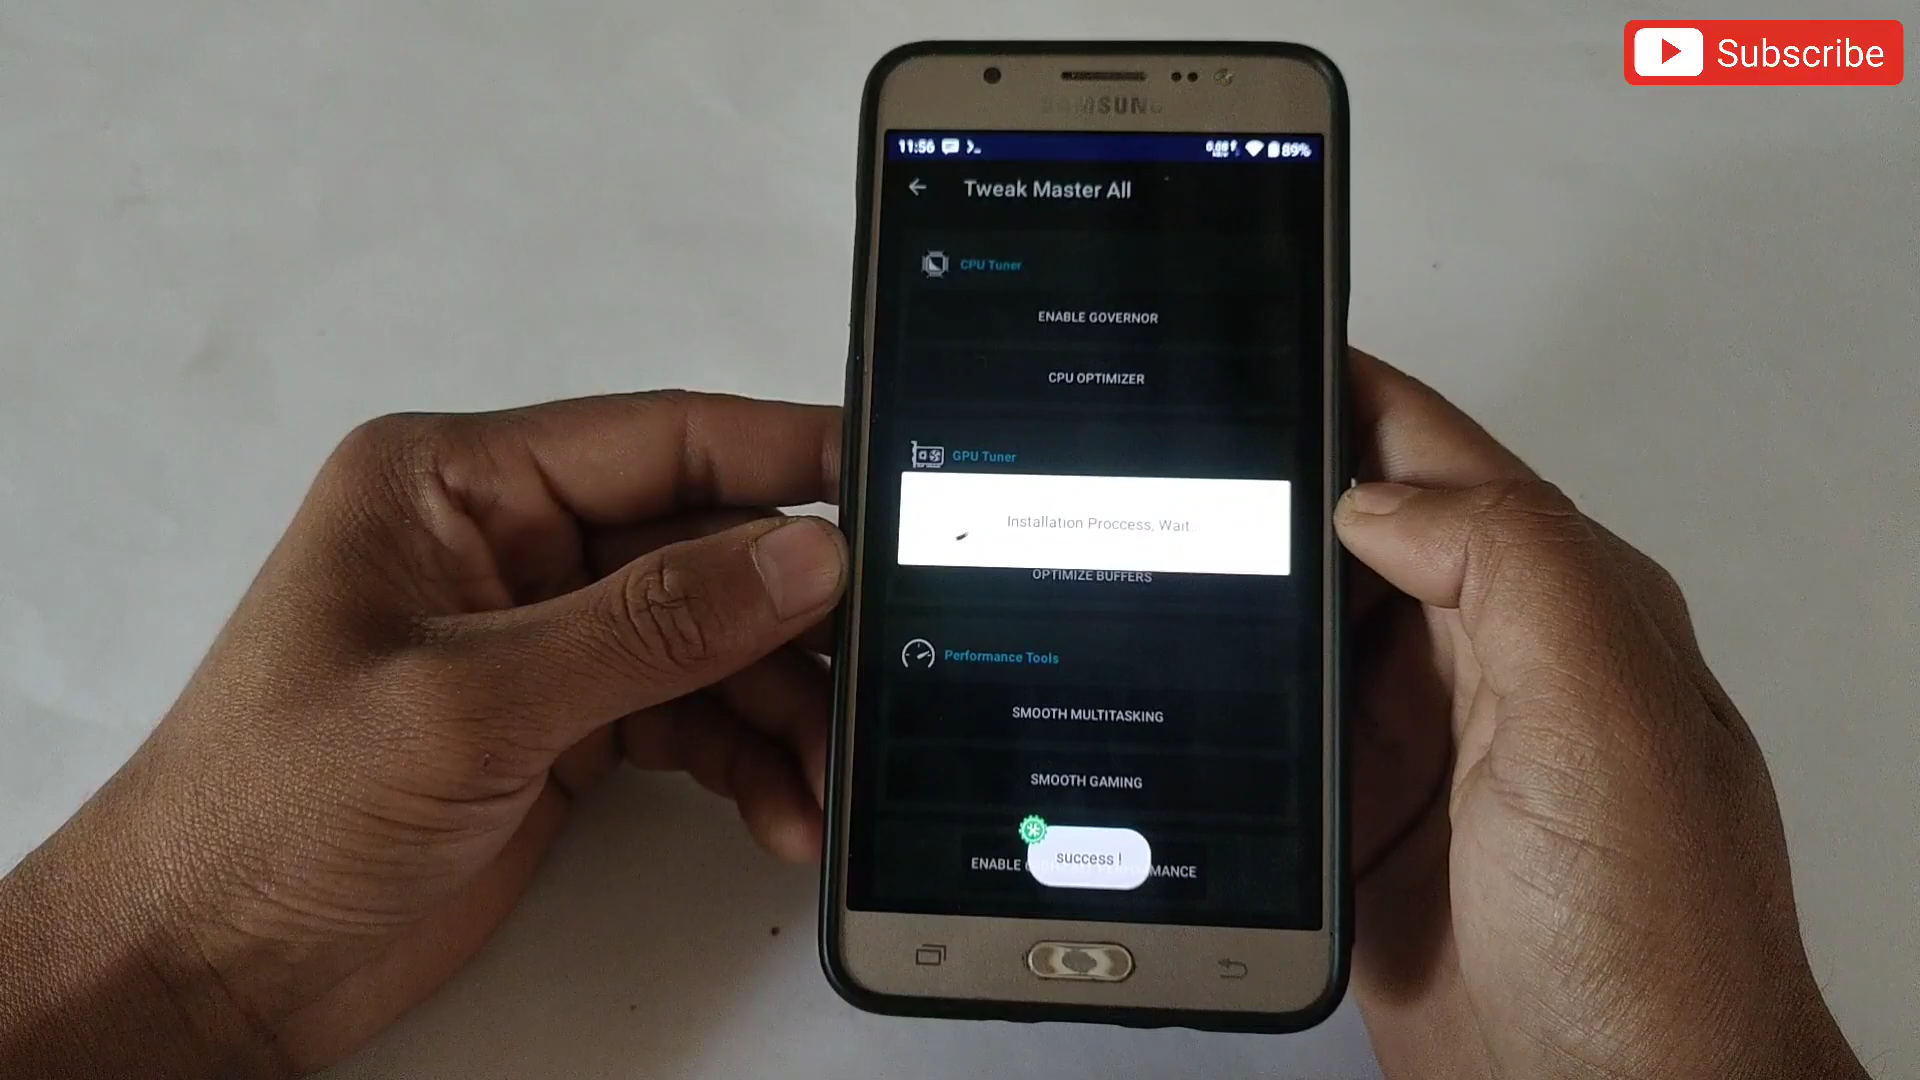 Subscribe
SAMSUNG
11:56
89%
Tweak Master All
CPU Tuner
ENABLE GOVERNOR
CPU OPTIMIZER
GPU Tuner
Installation Proccess, Wait...
OPTIMIZE BUFFERS
Performance Tools
SMOOTH MULTITASKING
SMOOTH GAMING
success !
ENABLE